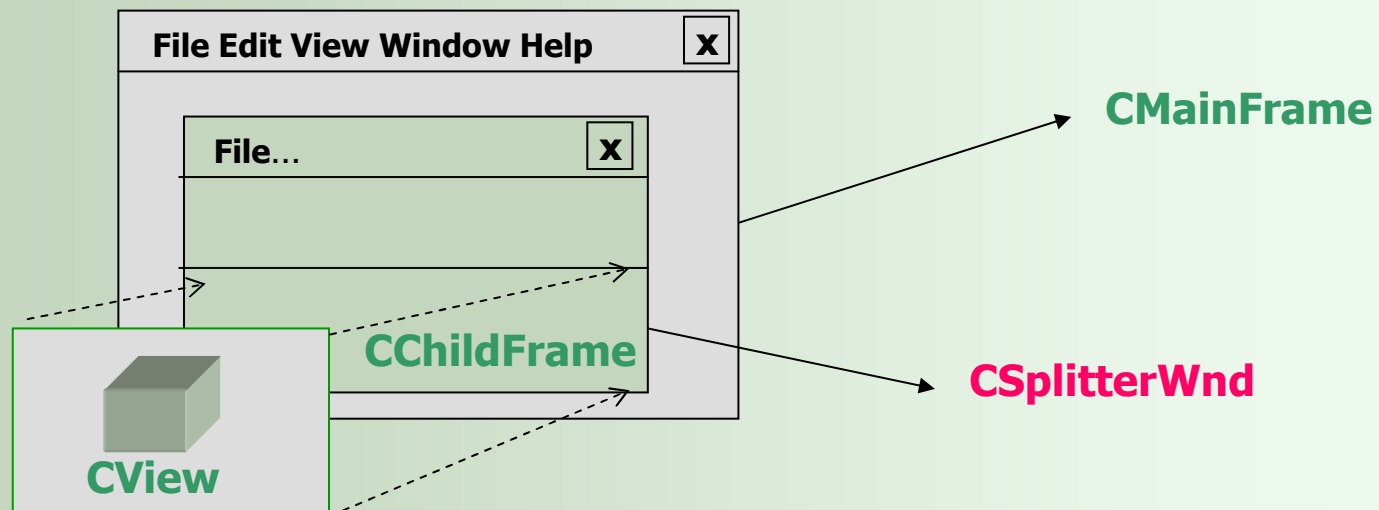 File Edit View Window Help X
CMainFrame
File... X
CChildFrame
CSplitterWnd
CView